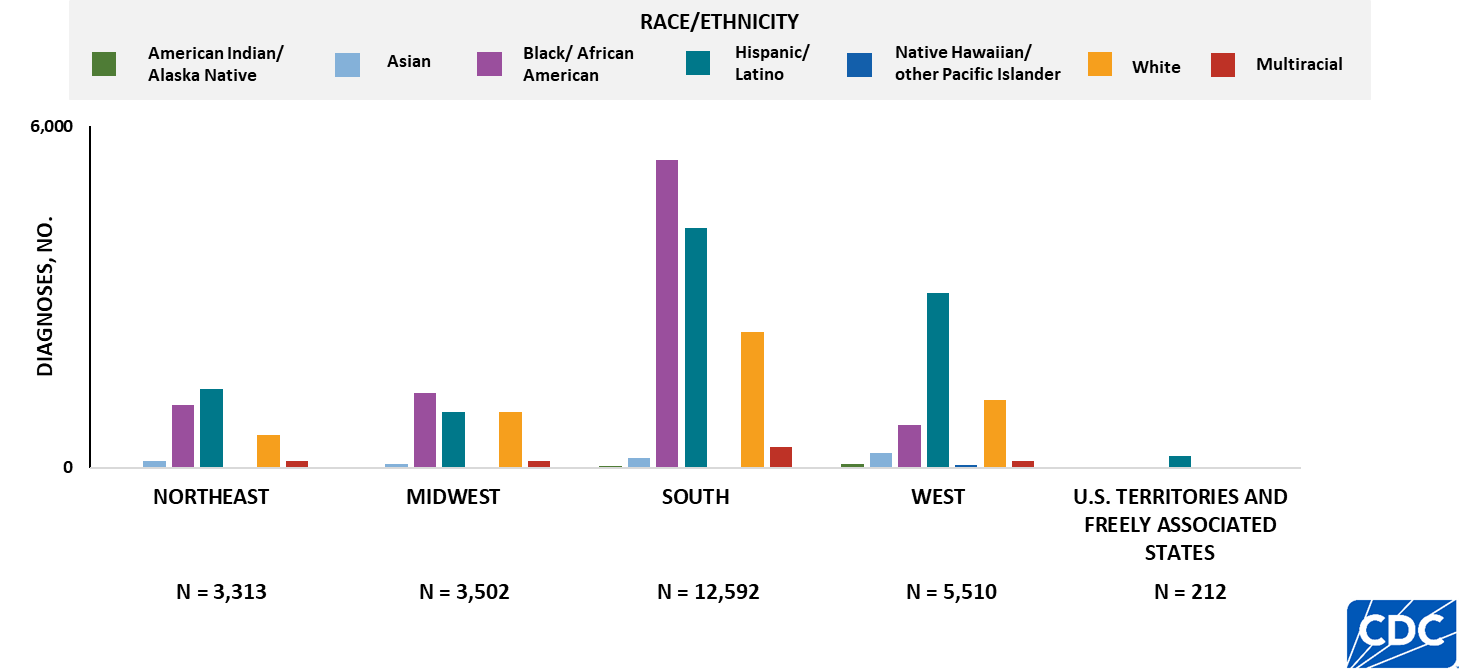 RACE/ETHNICITY
American Indian/
Alaska Native
Asian
Black/ African
American
Hispanic/
Latino
Native Hawaiian/
other Pacific Islander
White
Multiracial
6,000
DIAGNOSES, NO.
0
NORTHEAST
MIDWEST
SOUTH
WEST
U.S. TERRITORIES AND
FREELY ASSOCIATED
STATES
N = 3,313
N = 3,502
N = 12,592
N = 5,510
N = 212
CDC